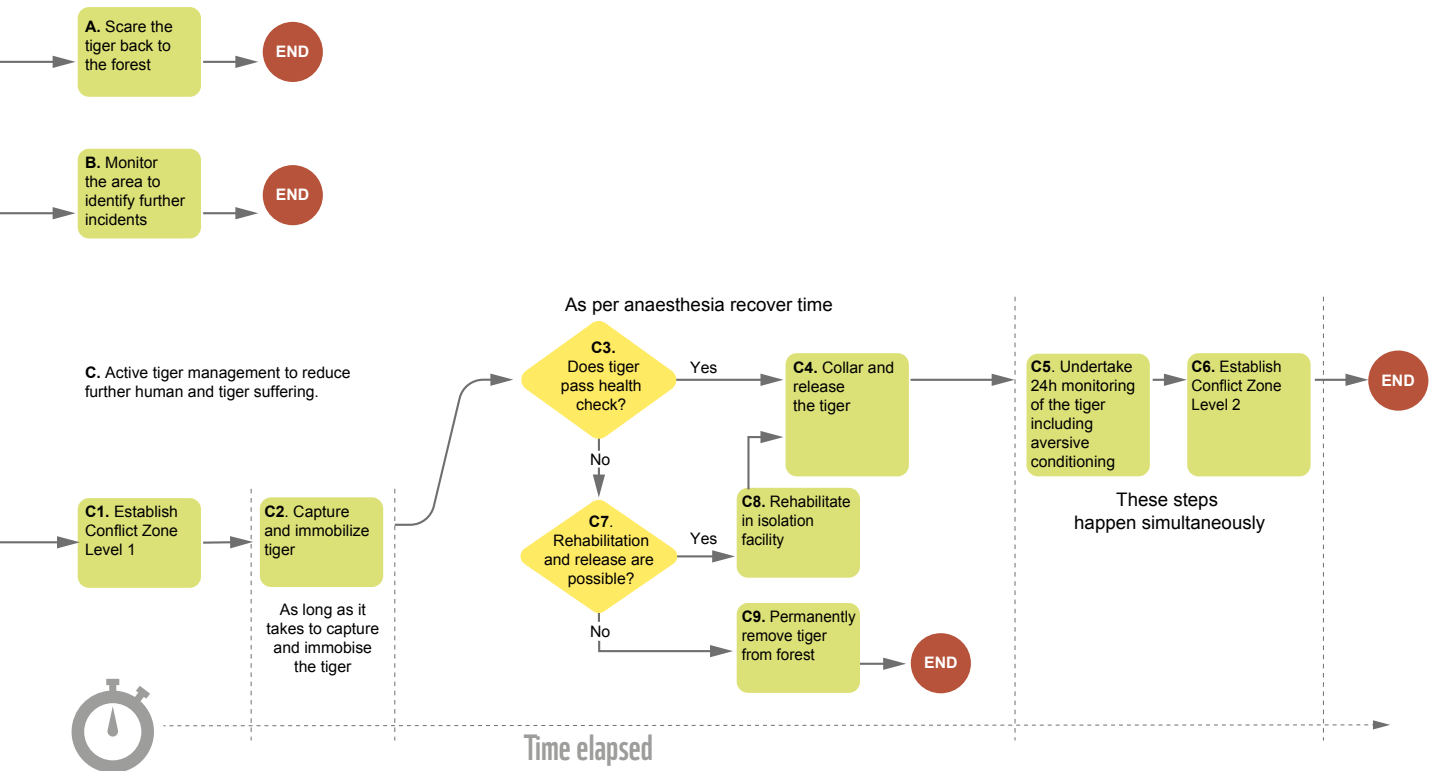 A. Scare the
tiger back to
the forest
END
B. Monitor
the area to
identify further
incidents
END
As per anaesthesia recover time
C. Active tiger management to reduce
further human and tiger suffering.
C3.
Does tiger
pass health
check?
Yes
C4. Collar and
release
the tiger
C5. Undertake
24h monitoring
of the tiger
including
aversive
conditioning
C6. Establish
Conflict Zone
Level 2
END
No
These steps
happen simultaneously
C1. Establish
Conflict Zone
Level 1
C2. Capture
and immobilize
tiger
As long as it
takes to capture
and immobise
the tiger
C7.
Rehabilitation
and release are
possible?
Yes
C8. Rehabilitate
in isolation
facility
No
C9. Permanently
remove tiger
from forest
END
Time elapsed